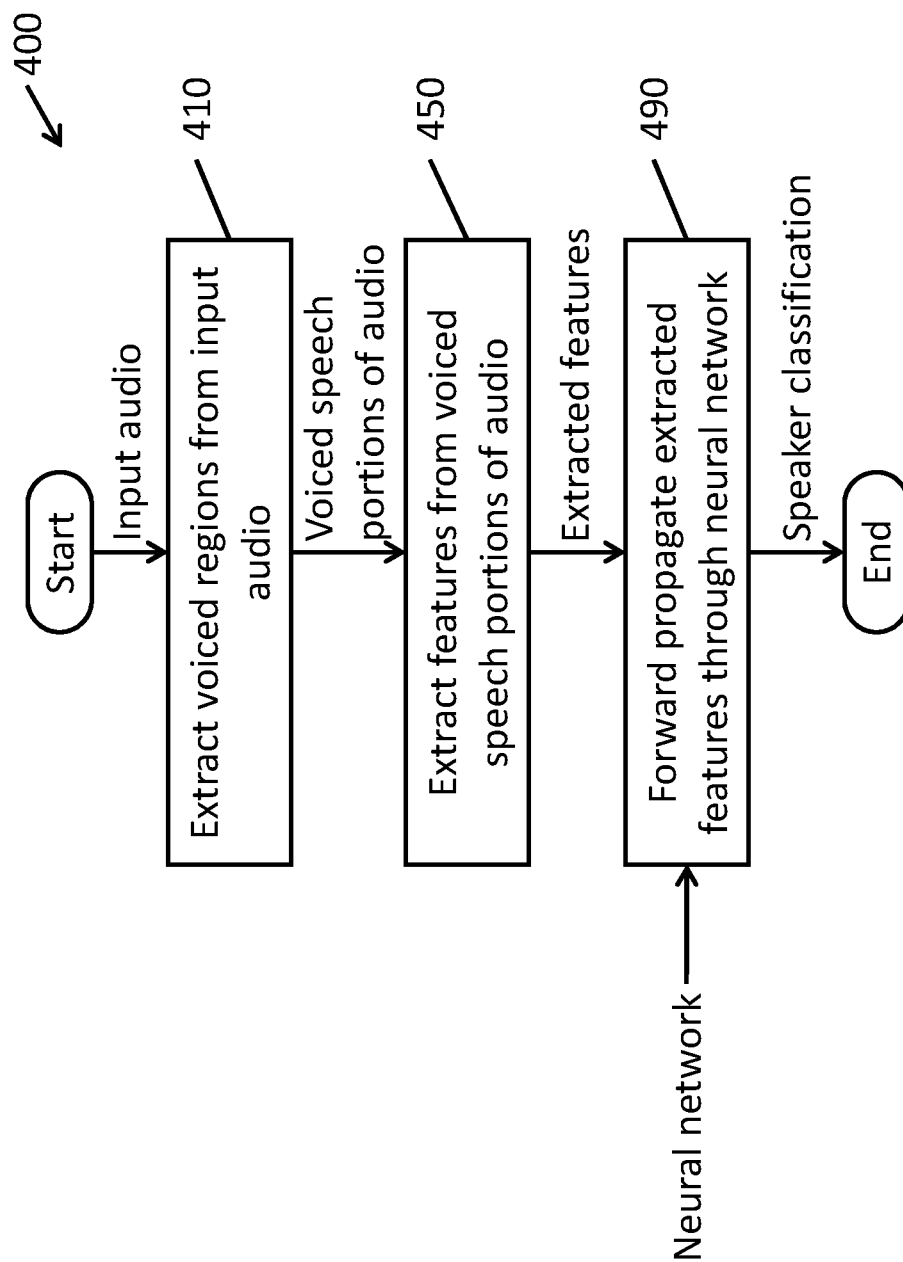 400
Start
Input audio
Extract voiced regions from input
audio
410
Voiced speech
portions of audio
Extract features from voiced
speech portions of audio
450
Extracted features
Neural network
Forward propagate extracted
features through neural network
490
Speaker classification
End